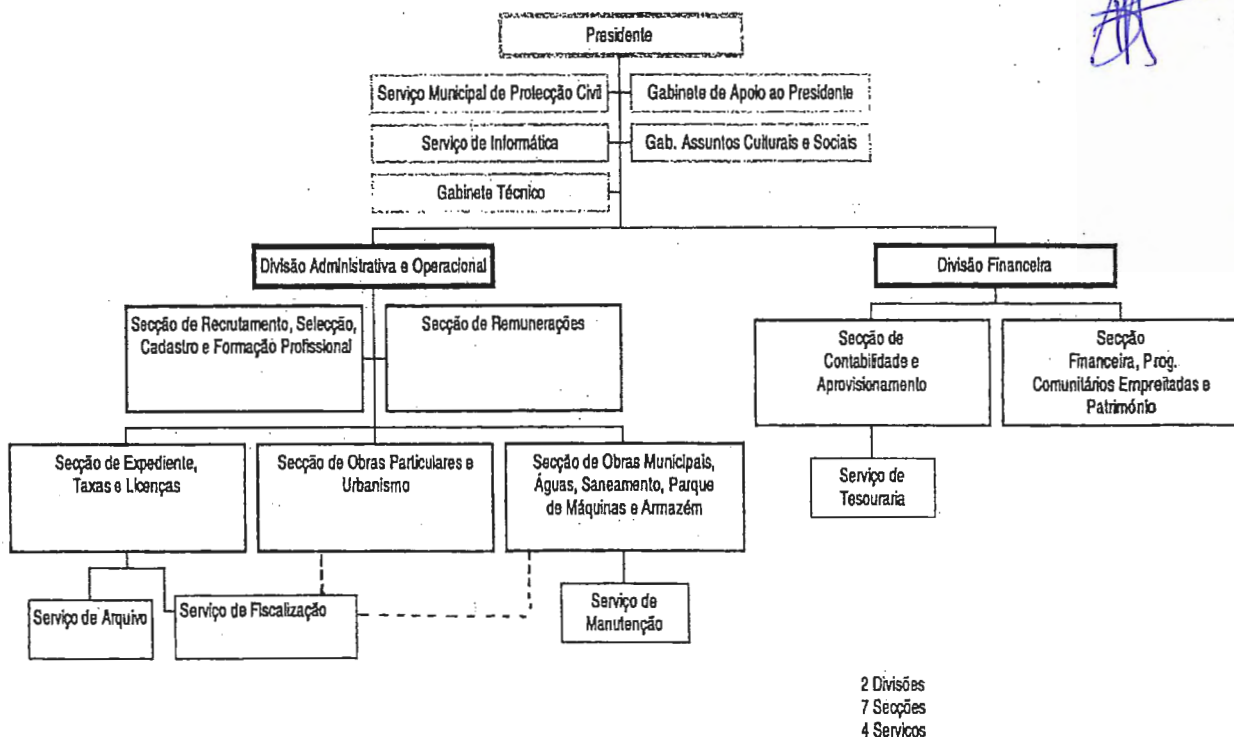 Presidente
Serviço Municipal de Protecção Civil
Gabinete de Apoio ao Presidente
Serviço de Informática
Gab. Assuntos Culturais e Sociais
Gabinete Técnico
Divisão Administrativa e Operacional
Divisão Financeira
Secção de Recrutamento, Selecção,
Cadastro e Formação Profissional
Secção de Remunerações
Secção de
Contabilidade e
Aprovisionamento
Secção
Financeira, Prog.
Comunitários Empreitadas e
Património
Secção de Expediente,
Taxas e Licenças
Secção de Obras Particulares e
Urbanismo
Secção de Obras Municipais,
Águas, Saneamento, Parque
de Máquinas e Armazém
Serviço de
Tesouraria
Serviço de Arquivo
Serviço de Fiscalização
Serviço de
Manutenção
2 Divisões
7 Secções
4 Serviços